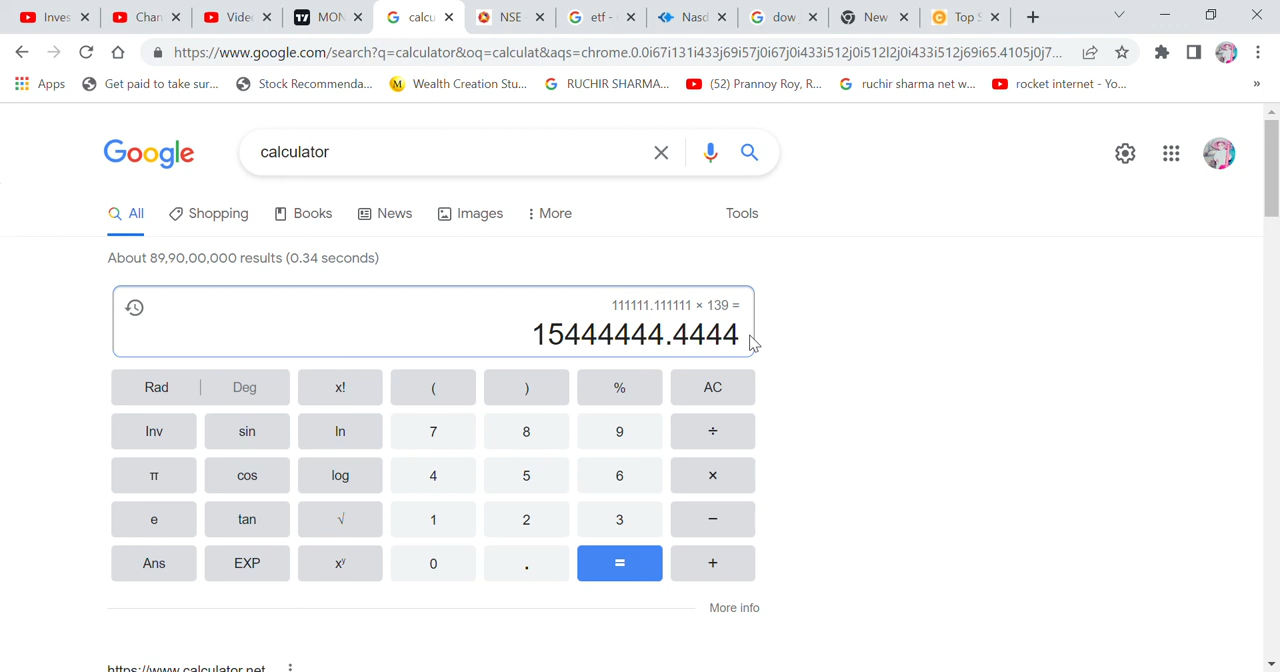 Inves Chan Video MON calcu NSE etf - Nasd dow New Top S
https://www.google.com/search?q=calculator&oq=calculat&aqs=chrome.0.0i67i131i433j69i57j0i67j0i433i512j0i512l2j0i433i512j69i65.4105j0j7...
Apps Get paid to take sur... Stock Recommenda... Wealth Creation Stu... RUCHIR SHARMA... (52) Prannoy Roy, R... ruchir sharma net w... rocket internet - Yo... »
Google calculator
All Shopping Books News Images More Tools
About 89,90,00,000 results (0.34 seconds)
111111.111111 × 139 =
15444444.4444
Rad | Deg x! ( ) % AC
Inv sin ln 7 8 9 ÷
π cos log 4 5 6 ×
e tan √ 1 2 3 −
Ans EXP xʸ 0 . = +
More info
https://www.calculator.net